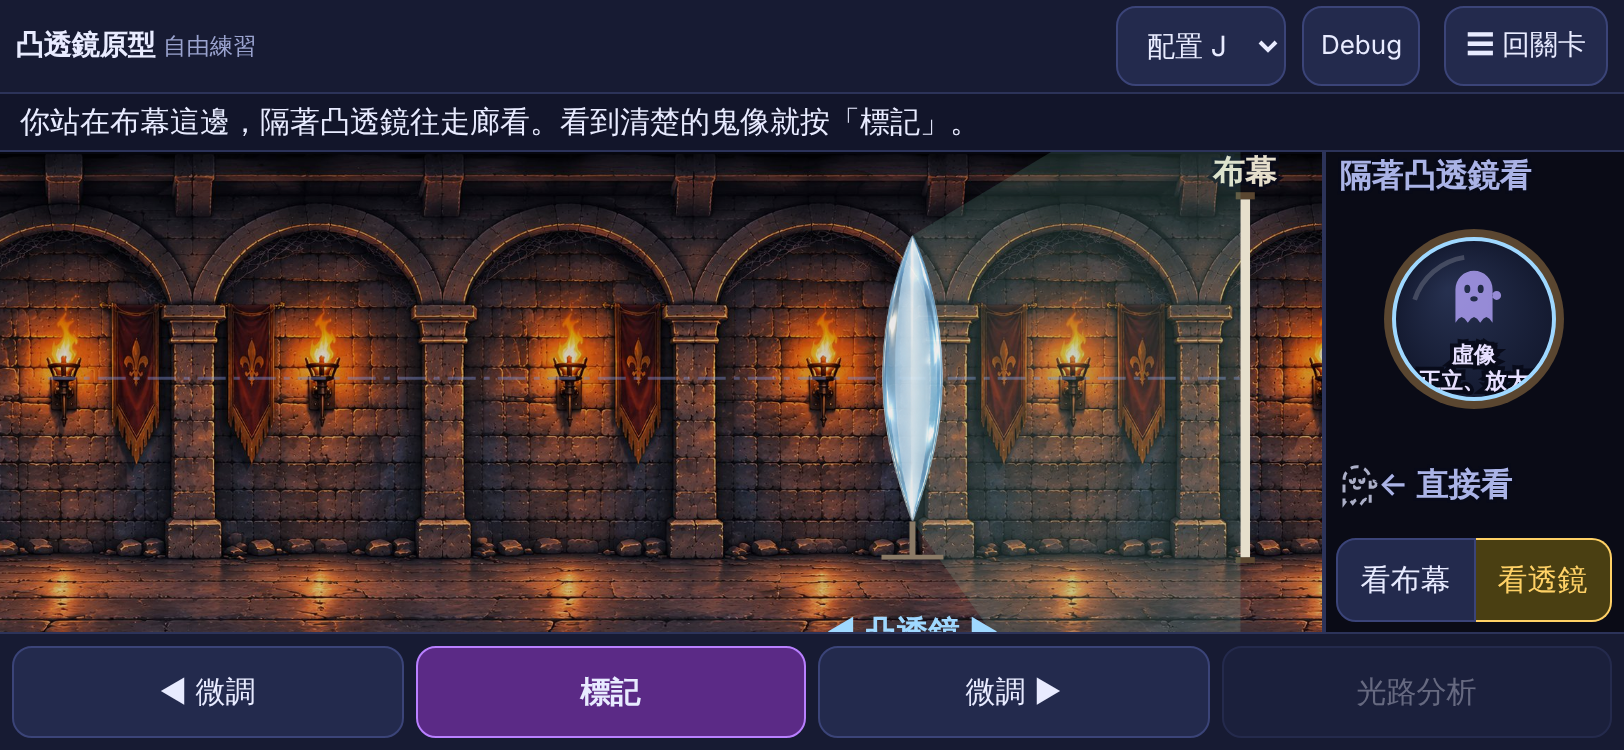 凸透鏡原型 自由練習
配置 J
Debug
☰ 回關卡
你站在布幕這邊，隔著凸透鏡往走廊看。看到清楚的鬼像就按「標記」。
布幕
隔著凸透鏡看
虛像
正立、放大
← 直接看
看布幕
看透鏡
◀ 凸透鏡 ▶
◀ 微調
標記
微調 ▶
光路分析